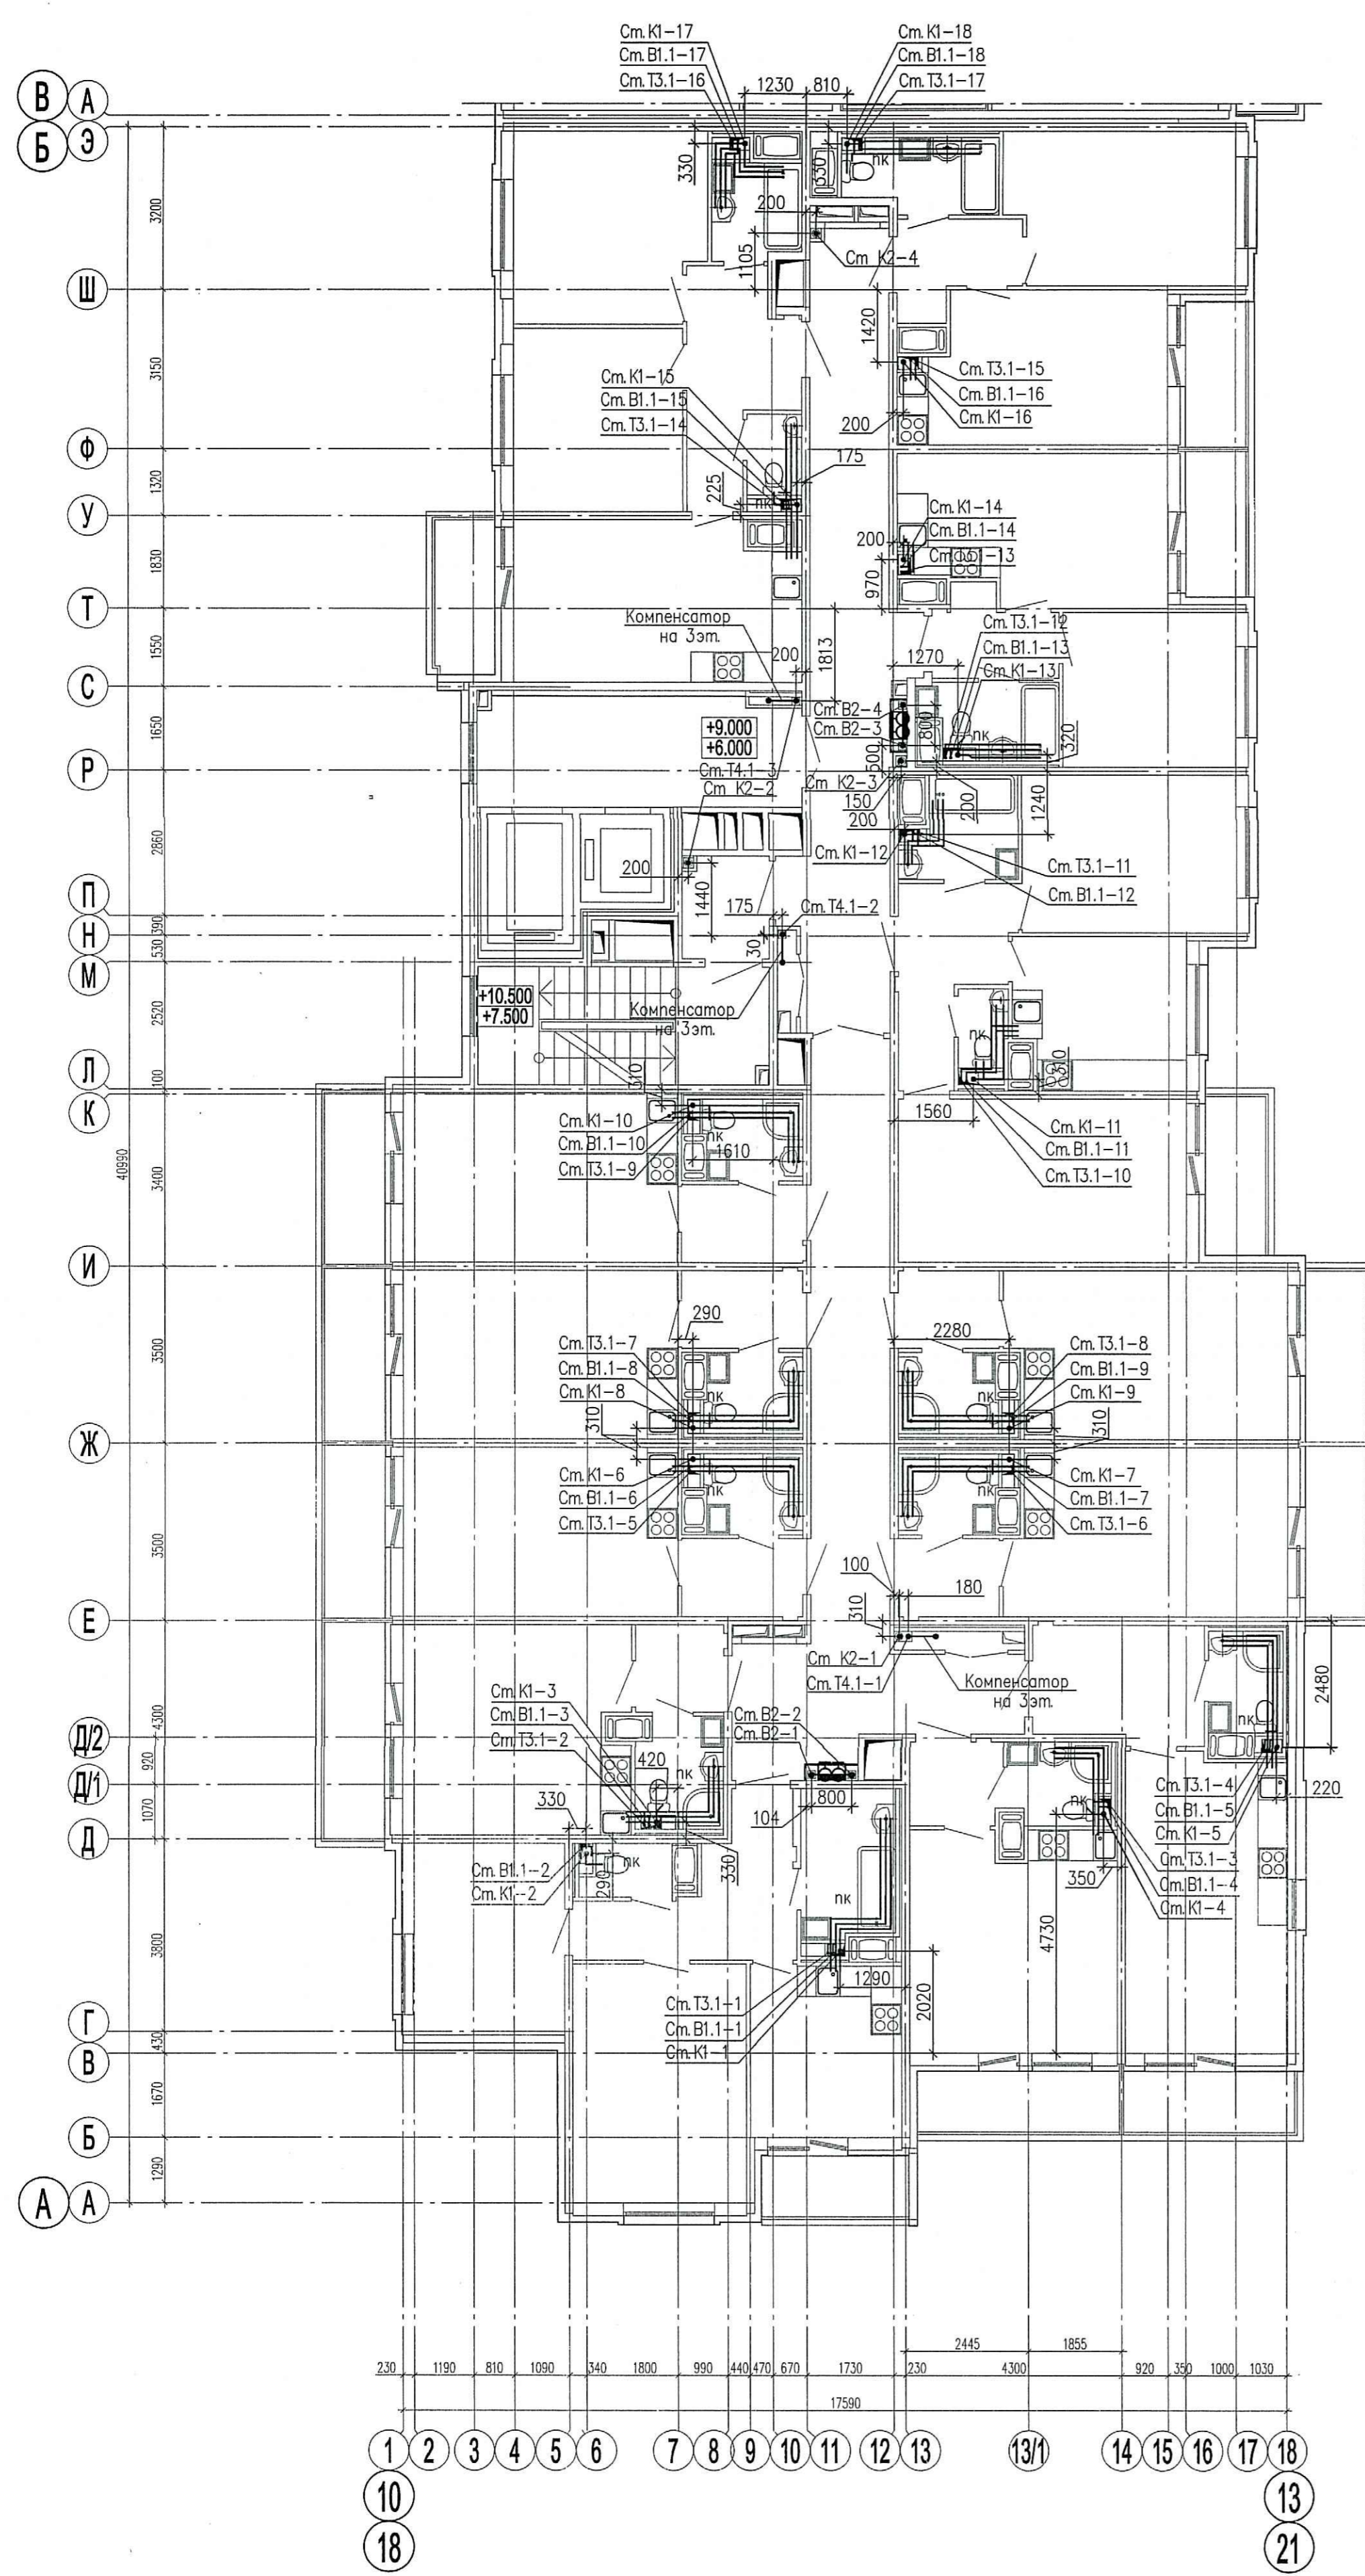 Ст. К1-17
Ст. В1.1-17
Ст. Т3.1-16
1230
810
Ст. К1-18
Ст. В1.1-18
Ст. Т3.1-17
В
А
Б
Э
330
330
пк
3200
200
1105
Ст К2-4
Ш
1420
3150
Ст. К1-15
Ст. В1.1-15
Ст. Т3.1-14
Ст. Т3.1-15
Ст. В1.1-16
Ст. К1-16
200
Ф
175
1320
225
пк
У
Ст. К1-14
Ст. В1.1-14
200
970
1830
Т
Компенсатор
на 3эт.
200
1813
1550
Ст. Т3.1-12
Ст. В1.1-13
Ст. К1-13
1270
С
Ст. В2-4
Ст. В2-3
800
пк
320
+9.000
+6.000
1650
500
Р
Ст. Т4.1-3
Ст К2-2
Ст К2-3
150
200
200
1240
2860
Ст. К1-12
Ст. Т3.1-11
Ст. В1.1-12
200
1440
П
175
Ст. Т4.1-2
390
Н
30
530
М
+10.500
+7.500
Компенсатор
на 3эт.
пк
2520
Л
310
310
100
К
Ст. К1-10
Ст. В1.1-10
Ст. Т3.1-9
пк
1610
1560
Ст. К1-11
Ст. В1.1-11
Ст. Т3.1-10
40990
3400
И
290
2280
3500
Ст. Т3.1-7
Ст. В1.1-8
Ст. К1-8
пк
пк
Ст. Т3.1-8
Ст. В1.1-9
Ст. К1-9
310
310
Ж
Ст. К1-6
Ст. В1.1-6
Ст. Т3.1-5
пк
пк
Ст. К1-7
Ст. В1.1-7
Ст. Т3.1-6
3500
100
180
310
Е
Ст К2-1
Ст. Т4.1-1
Компенсатор
на 3эт.
2480
4300
Ст. К1-3
Ст. В1.1-3
Ст. Т3.1-2
Ст. В2-2
Ст. В2-1
пк
Д/2
920
420
пк
Д/1
Ст. Т3.1-4
Ст. В1.1-5
Ст. К1-5
220
330
104
800
пк
1070
Д
Ст. Т3.1-3
Ст. В1.1-4
Ст. К1-4
350
Ст. В1.1-2
Ст. К1-2
290
пк
330
пк
4730
3800
1290
2020
Ст. Т3.1-1
Ст. В1.1-1
Ст. К1-1
Г
430
В
1670
Б
1290
А
А
2445
1855
230
1190
810
1090
340
1800
990
440
470
670
1730
230
4300
920
350
1000
1030
17590
1
2
3
4
5
6
7
8
9
10
11
12
13
13/1
14
15
16
17
18
10
13
18
21